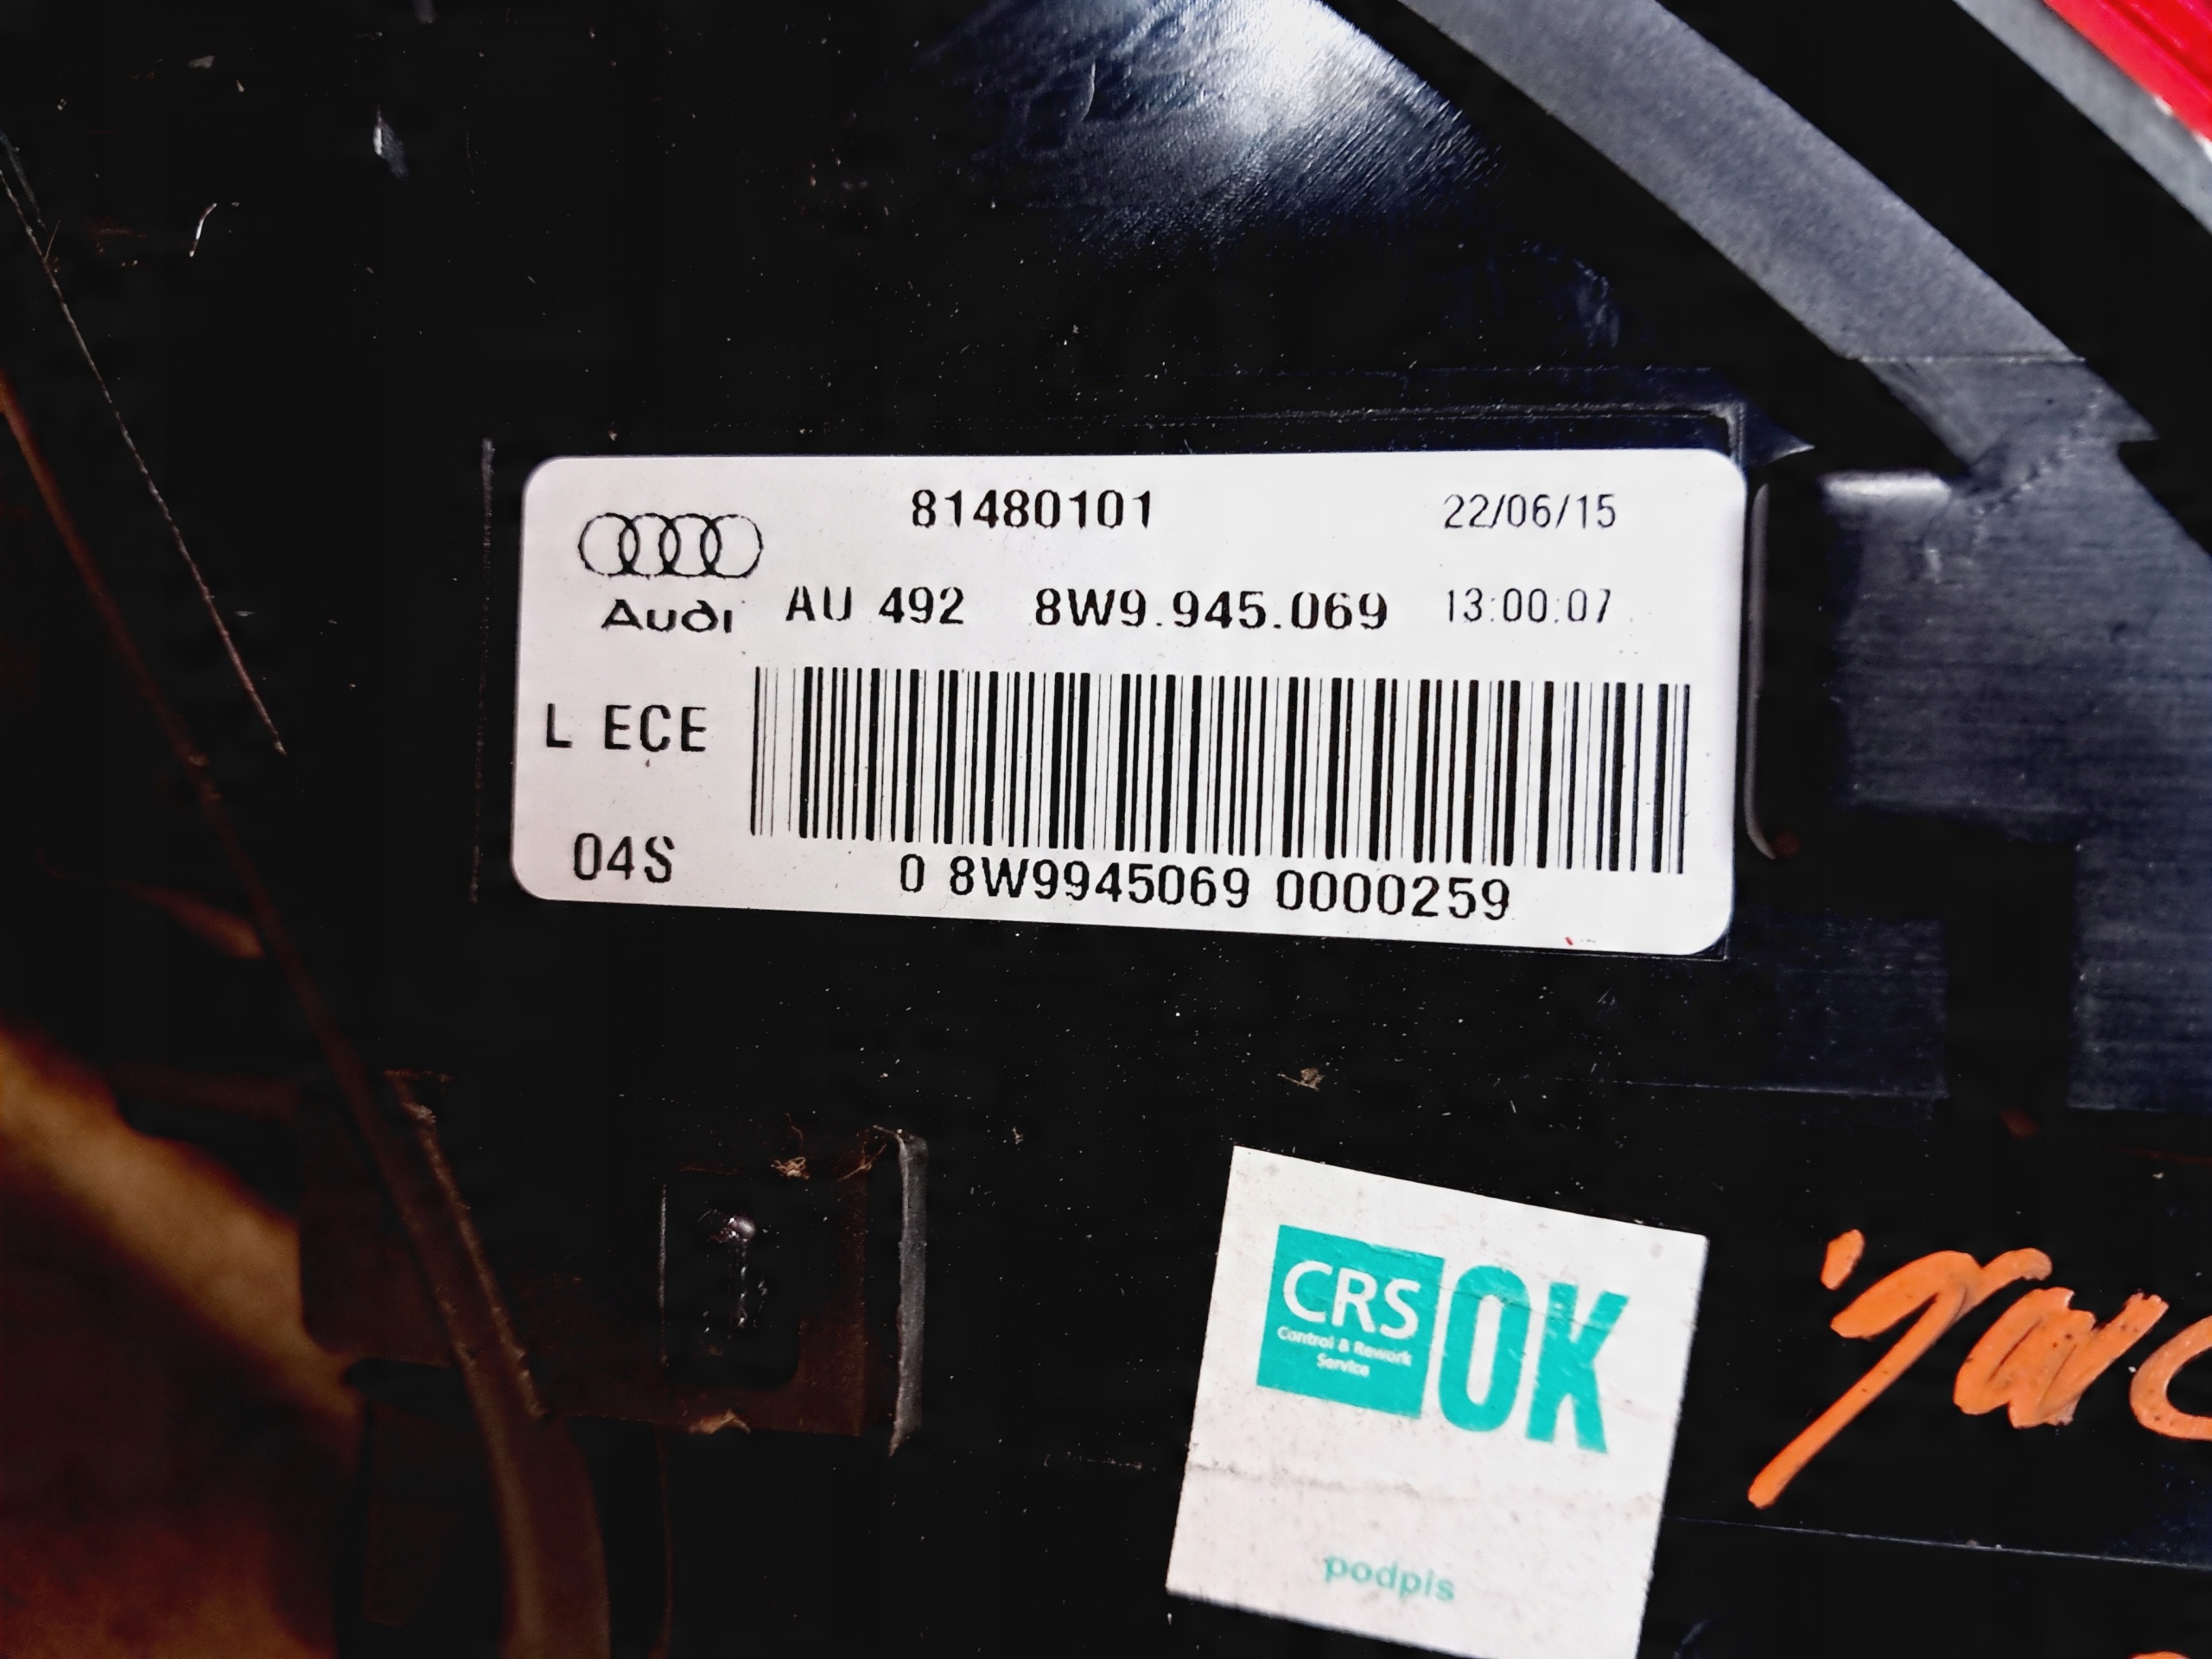 81480101 22/06/15
Audi AU 492 8W9.945.069 13:00:07
L ECE
04S 0 8W9945069 0000259
CRS OK
Control & Rework
Service
podpis